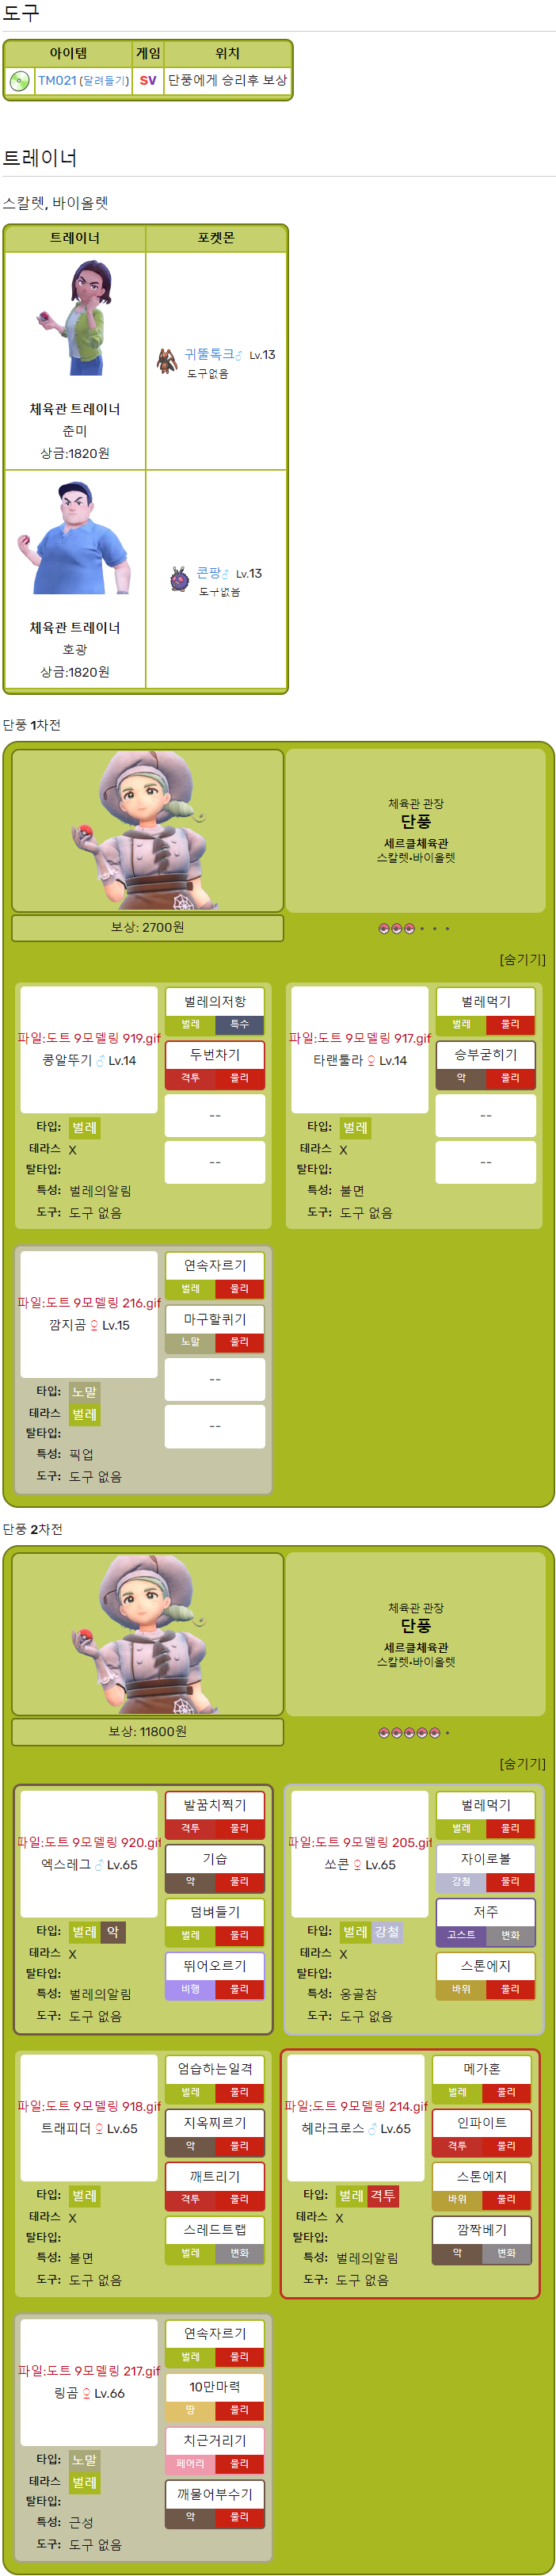 도구
아이템 게임 위치
TM021 (달려들기) SV 단풍에게 승리후 보상
트레이너
스칼렛, 바이올렛
트레이너 포켓몬
귀뚤톡크♂ Lv.13
도구없음
체육관 트레이너
준미
상금:1820원
콘팡♂ Lv.13
도구없음
체육관 트레이너
호광
상금:1820원
단풍 1차전
체육관 관장
단풍
세르클체육관
스칼렛•바이올렛
보상: 2700원
[숨기기]
파일:도트 9모델링 919.gif
콩알뚜기 ♂ Lv.14
타입: 벌레
테라스탈타입: X
특성: 벌레의알림
도구: 도구 없음
벌레의저항
벌레 특수
두번차기
격투 물리
--
--
파일:도트 9모델링 917.gif
타랜툴라 ♀ Lv.14
타입: 벌레
테라스탈타입: X
특성: 불면
도구: 도구 없음
벌레먹기
벌레 물리
승부굳히기
악 물리
--
--
파일:도트 9모델링 216.gif
깜지곰 ♀ Lv.15
타입: 노말
테라스탈타입: 벌레
특성: 픽업
도구: 도구 없음
연속자르기
벌레 물리
마구할퀴기
노말 물리
--
--
단풍 2차전
체육관 관장
단풍
세르클체육관
스칼렛•바이올렛
보상: 11800원
[숨기기]
파일:도트 9모델링 920.gif
엑스레그 ♂ Lv.65
타입: 벌레 악
테라스탈타입: X
특성: 벌레의알림
도구: 도구 없음
발꿈치찍기
격투 물리
기습
악 물리
덤벼들기
벌레 물리
뛰어오르기
비행 물리
파일:도트 9모델링 205.gif
쏘콘 ♀ Lv.65
타입: 벌레 강철
테라스탈타입: X
특성: 옹골참
도구: 도구 없음
벌레먹기
벌레 물리
자이로볼
강철 물리
저주
고스트 변화
스톤에지
바위 물리
파일:도트 9모델링 918.gif
트래피더 ♀ Lv.65
타입: 벌레
테라스탈타입: X
특성: 불면
도구: 도구 없음
엄습하는일격
벌레 물리
지옥찌르기
악 물리
깨트리기
격투 물리
스레드트랩
벌레 변화
파일:도트 9모델링 214.gif
헤라크로스 ♂ Lv.65
타입: 벌레 격투
테라스탈타입: X
특성: 벌레의알림
도구: 도구 없음
메가혼
벌레 물리
인파이트
격투 물리
스톤에지
바위 물리
깜짝베기
악 변화
파일:도트 9모델링 217.gif
링곰 ♀ Lv.66
타입: 노말
테라스탈타입: 벌레
특성: 근성
도구: 도구 없음
연속자르기
벌레 물리
10만마력
땅 물리
치근거리기
페어리 물리
깨물어부수기
악 물리